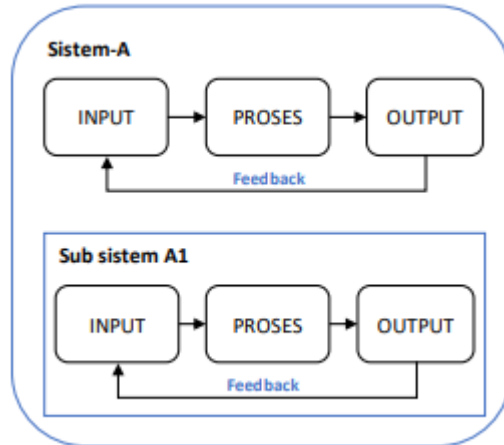 Sistem-A
INPUT PROSES OUTPUT
Feedback
Sub sistem A1
INPUT PROSES OUTPUT
Feedback